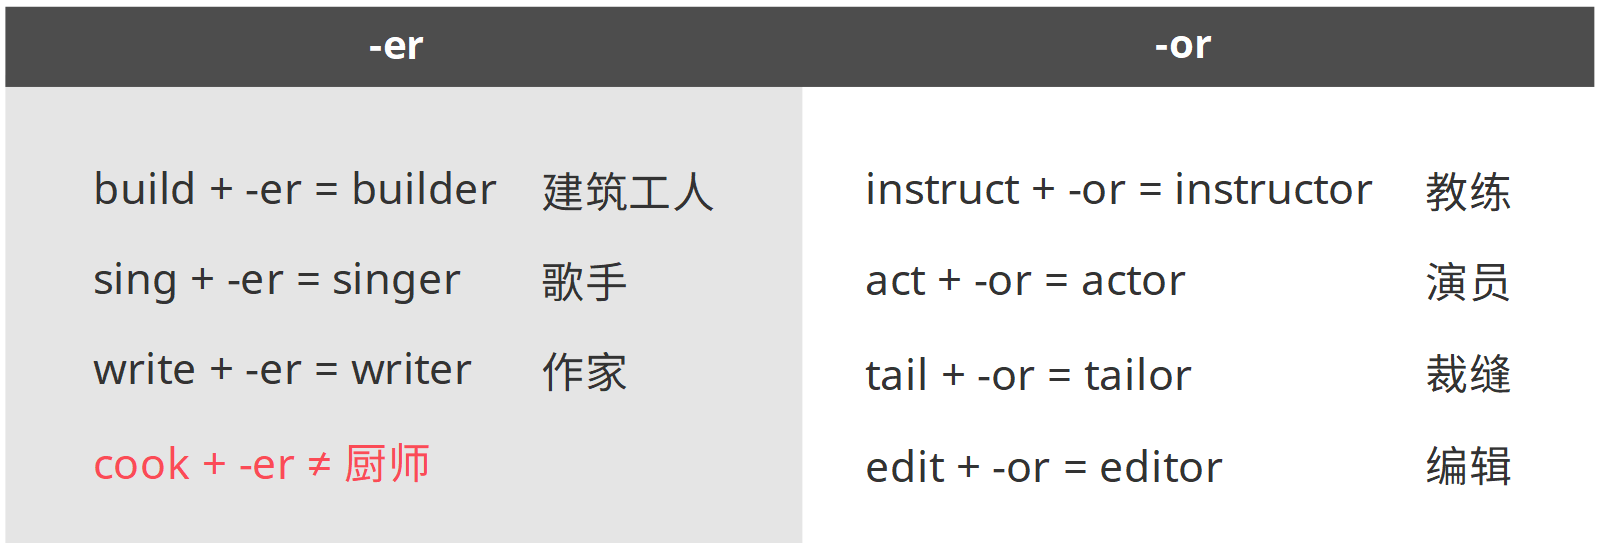 -er
-or
build + -er = builder 建筑工人
instruct + -or = instructor 教练
sing + -er = singer 歌手
act + -or = actor 演员
write + -er = writer 作家
tail + -or = tailor 裁缝
cook + -er ≠ 厨师
edit + -or = editor 编辑